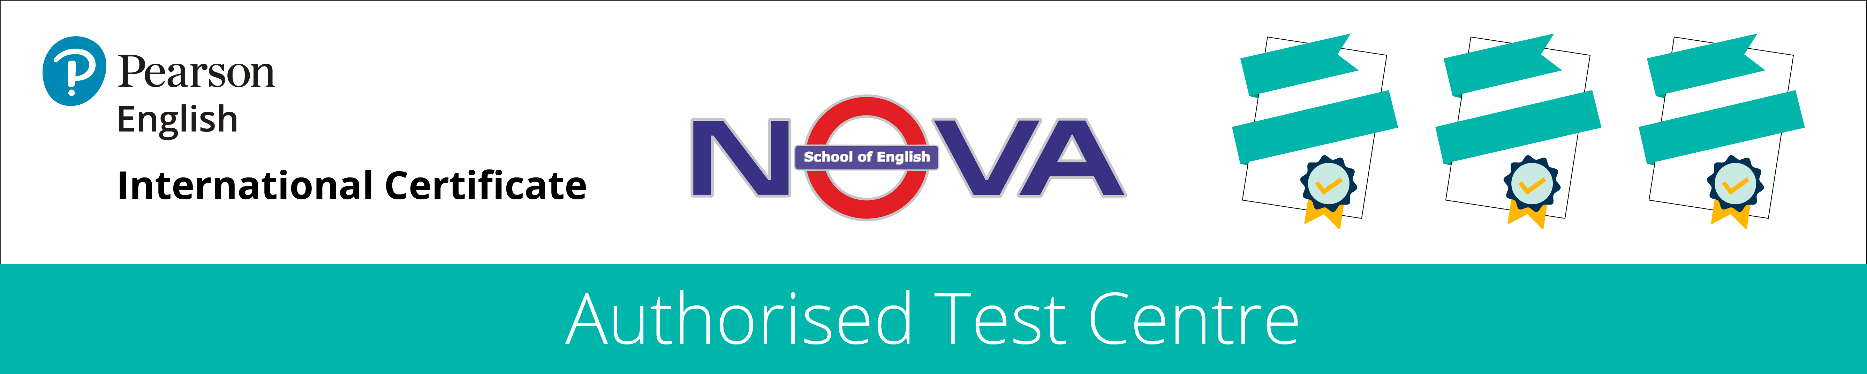 Pearson
English
International Certificate
NOVA
School of English
Authorised Test Centre